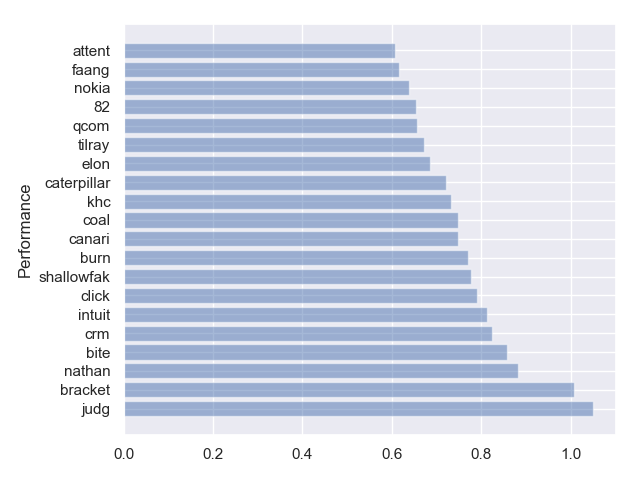 attent
faang
nokia
82
qcom
tilray
elon
caterpillar
khc
coal
canari
burn
shallowfak
click
intuit
crm
bite
nathan
bracket
judg
Performance
0.0 0.2 0.4 0.6 0.8 1.0